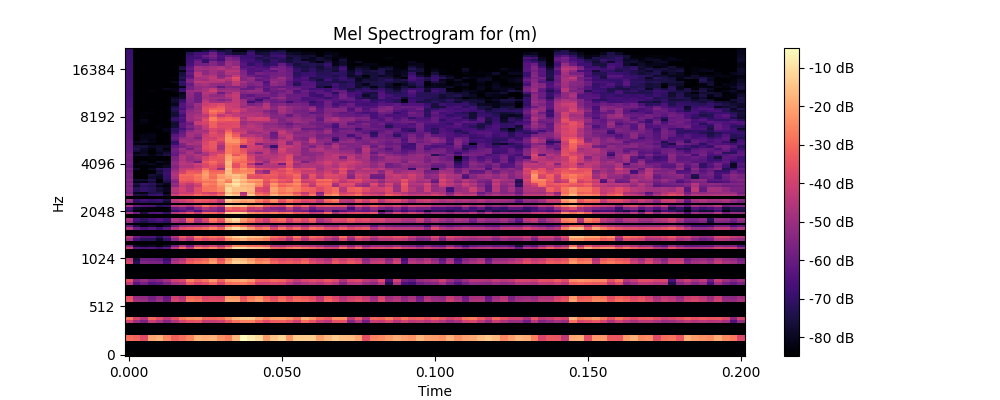 Mel Spectrogram for (m)
Hz
16384
8192
4096
2048
1024
512
0
0.000 0.050 0.100 0.150 0.200
Time
-10 dB
-20 dB
-30 dB
-40 dB
-50 dB
-60 dB
-70 dB
-80 dB